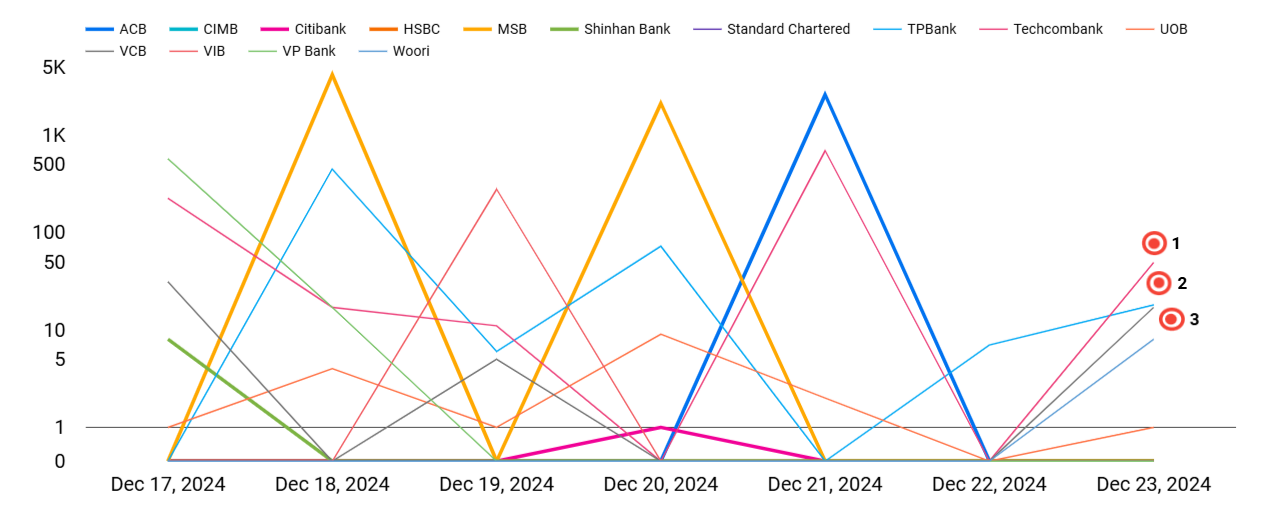 ACB CIMB Citibank HSBC MSB Shinhan Bank Standard Chartered TPBank Techcombank UOB
VCB VIB VP Bank Woori
5K
1K
500
100
50
10
5
1
0
1
2
3
Dec 17, 2024 Dec 18, 2024 Dec 19, 2024 Dec 20, 2024 Dec 21, 2024 Dec 22, 2024 Dec 23, 2024